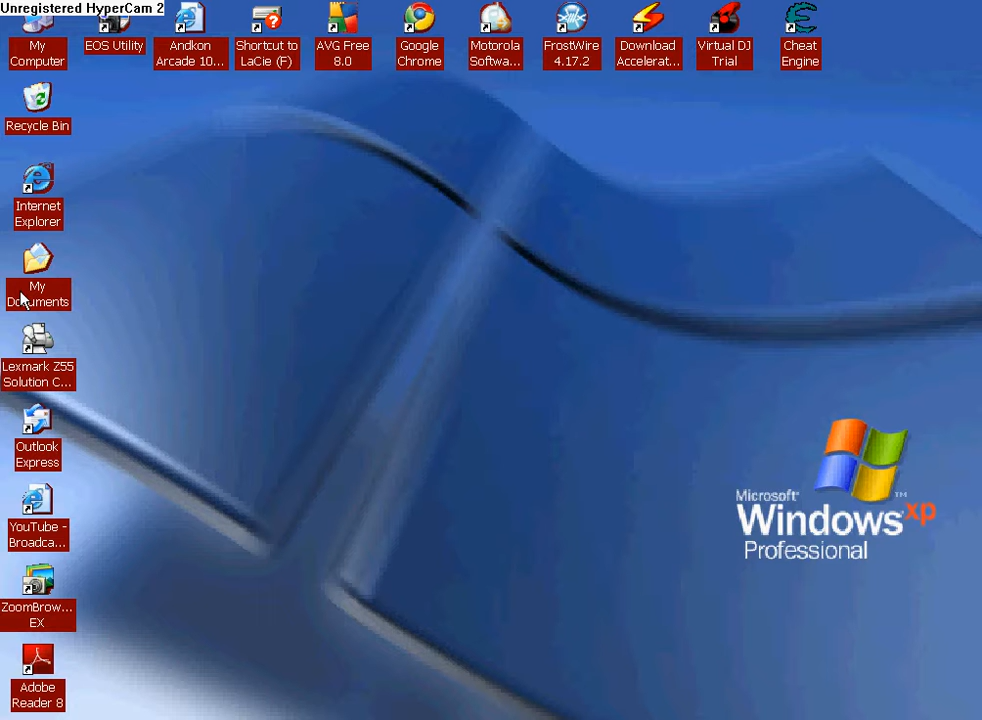 Unregistered HyperCam 2
My
Computer
EOS Utility
Andkon
Arcade 10...
Shortcut to
LaCie (F)
AVG Free
8.0
Google
Chrome
Motorola
Softwa...
FrostWire
4.17.2
Download
Accelerat...
Virtual DJ
Trial
Cheat
Engine
Recycle Bin
Internet
Explorer
My
Documents
Lexmark Z55
Solution C...
Outlook
Express
YouTube -
Broadca...
ZoomBrow...
EX
Adobe
Reader 8
Microsoft®
Windows xp
Professional